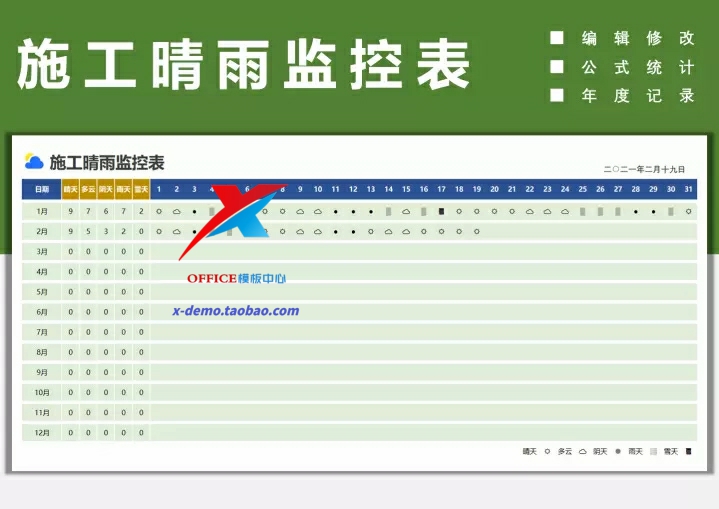 施工晴雨监控表
■ 编辑修改
■ 公式统计
■ 年度记录
施工晴雨监控表
二〇二一年二月十九日
日期 晴天 多云 阴天 雨天 雪天 1 2 3 4 6 8 9 10 11 12 13 14 15 16 17 18 19 20 21 22 23 24 25 26 27 28 29 30 31
1月 9 7 6 7 2
2月 9 5 3 2 0
3月 0 0 0 0 0
4月 0 0 0 0 0
5月 0 0 0 0 0
6月 0 0 0 0 0
7月 0 0 0 0 0
8月 0 0 0 0 0
9月 0 0 0 0 0
10月 0 0 0 0 0
11月 0 0 0 0 0
12月 0 0 0 0 0
OFFICE模版中心
x-demo.taobao.com
晴天 多云 阴天 雨天 雪天